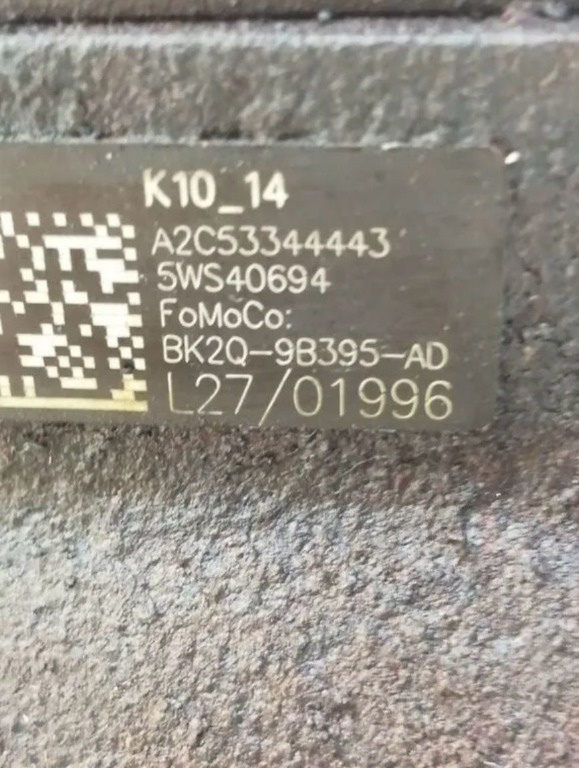 K10_14
A2C53344443
5WS40694
FoMoCo:
BK2Q-9B395-AD
L27/01996